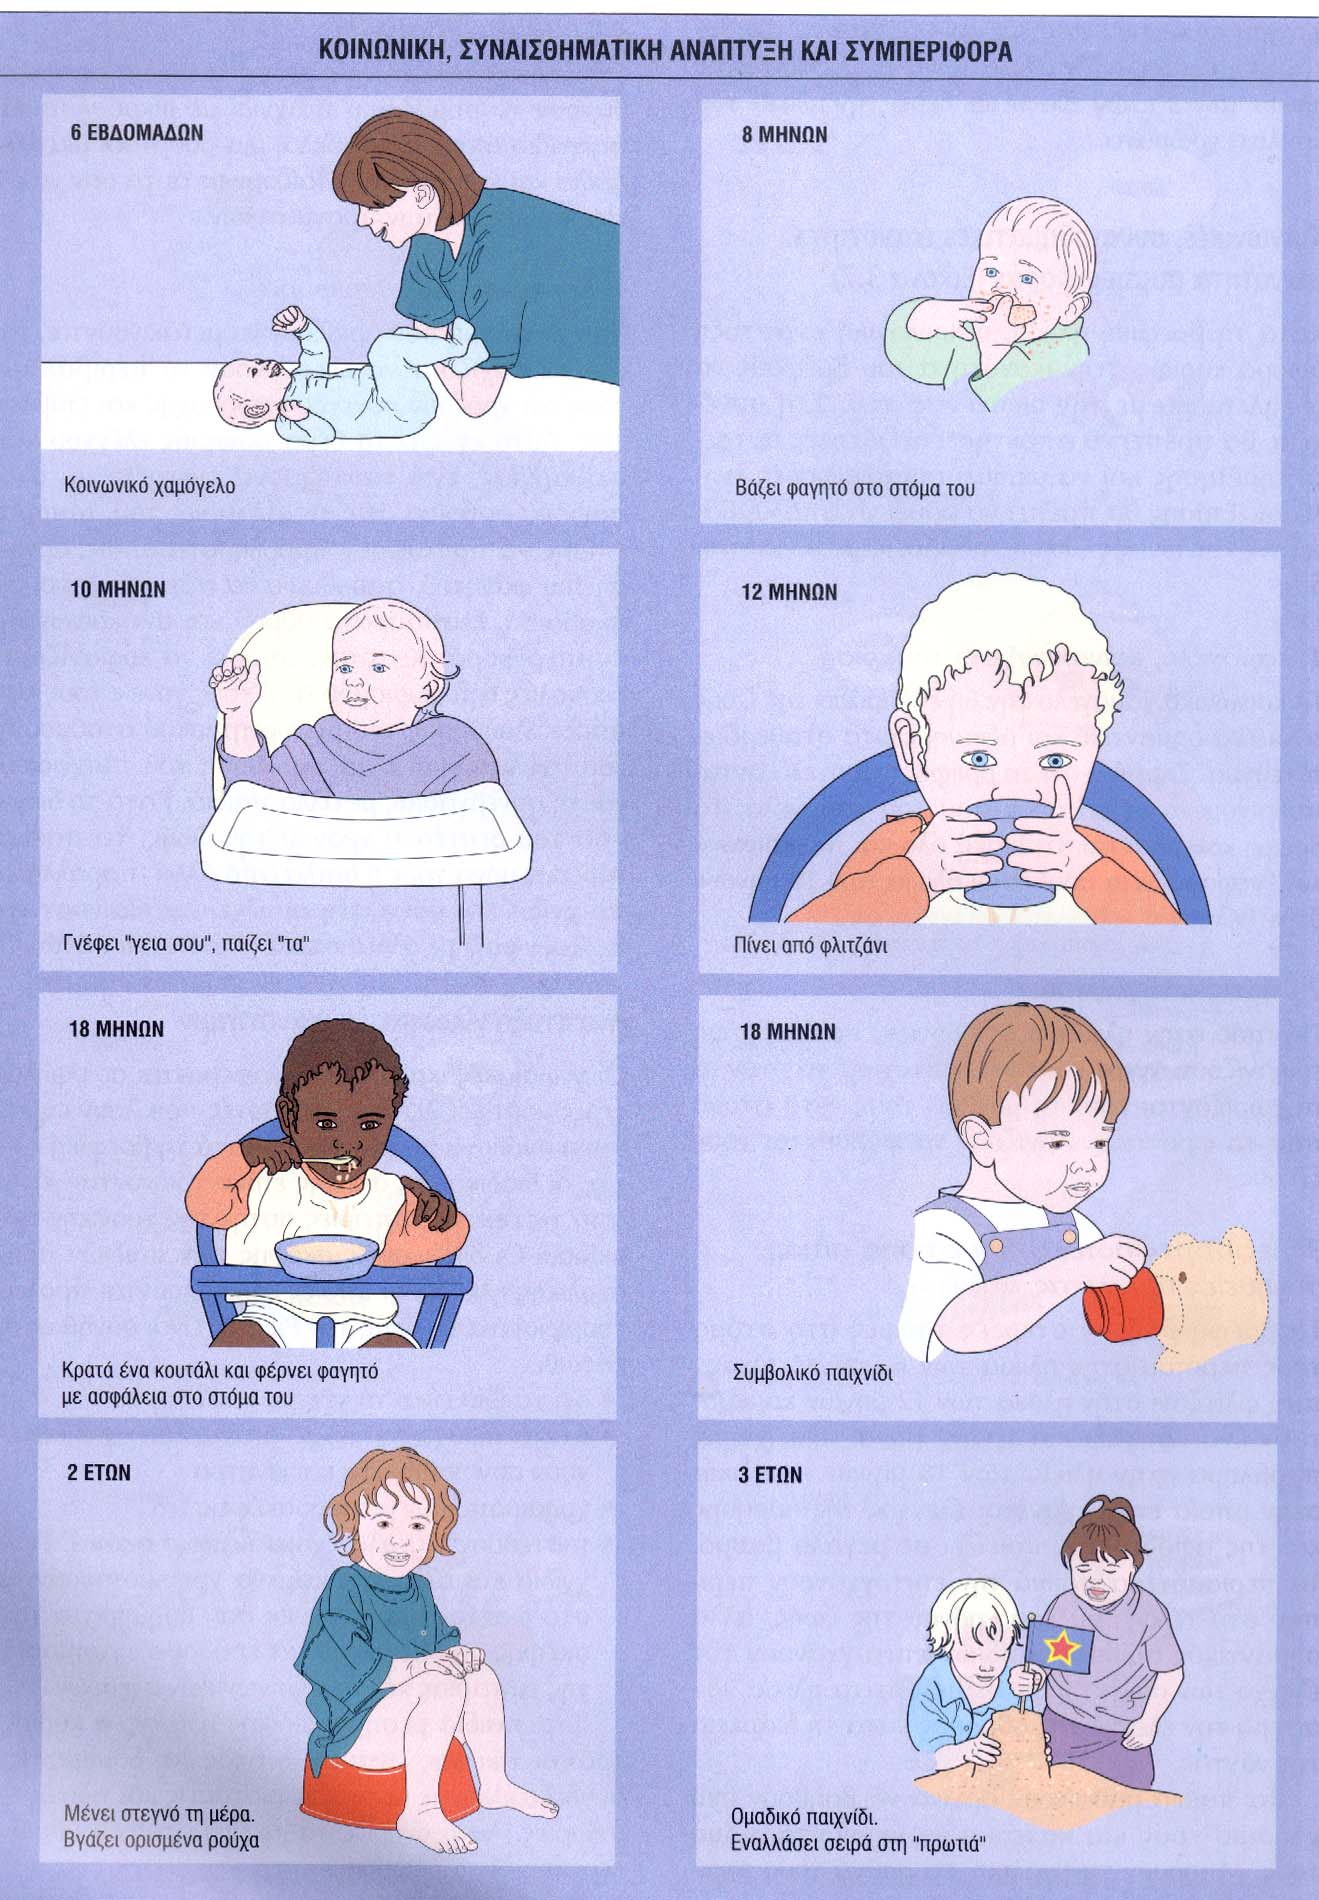 ΚΟΙΝΩΝΙΚΗ, ΣΥΝΑΙΣΘΗΜΑΤΙΚΗ ΑΝΑΠΤΥΞΗ ΚΑΙ ΣΥΜΠΕΡΙΦΟΡΑ
6 ΕΒΔΟΜΑΔΩΝ
Κοινωνικό χαμόγελο
8 ΜΗΝΩΝ
Βάζει φαγητό στο στόμα του
10 ΜΗΝΩΝ
Γνέφει "γεια σου", παίζει "τα"
12 ΜΗΝΩΝ
Πίνει από φλιτζάνι
18 ΜΗΝΩΝ
Κρατά ένα κουτάλι και φέρνει φαγητό
με ασφάλεια στο στόμα του
18 ΜΗΝΩΝ
Συμβολικό παιχνίδι
2 ΕΤΩΝ
Μένει στεγνό τη μέρα.
Βγάζει ορισμένα ρούχα
3 ΕΤΩΝ
Ομαδικό παιχνίδι.
Εναλλάσει σειρά στη "πρωτιά"